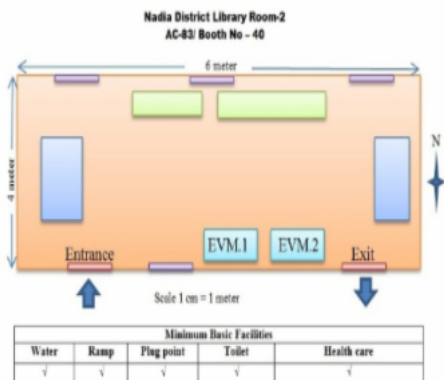 Nadia District Library Room-2
AC-83/ Booth No – 40
6 meter
4 meter
N
EVM.1 EVM.2
Entrance Exit
Scale 1 cm = 1 meter
Minimum Basic Facilities
Water Ramp Plug point Toilet Health care
√ √ √ √ √